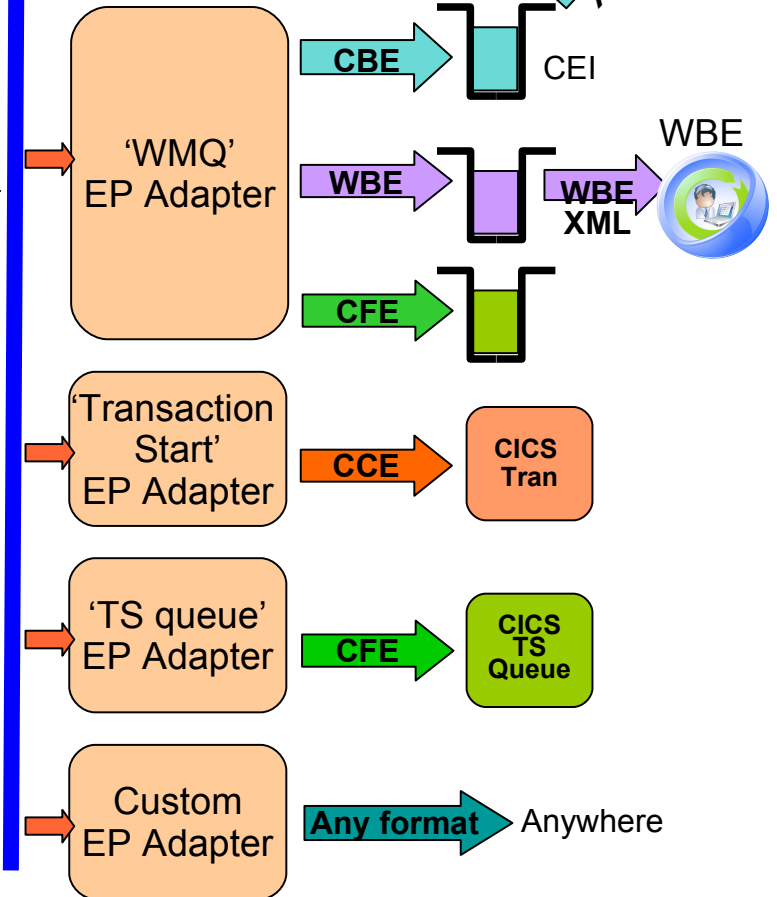 ‘WMQ’
EP Adapter
CBE
CEI
WBE
WBE
XML
WBE
CFE
‘Transaction
Start’
EP Adapter
CCE
CICS
Tran
‘TS queue’
EP Adapter
CFE
CICS
TS
Queue
Custom
EP Adapter
Any format
Anywhere